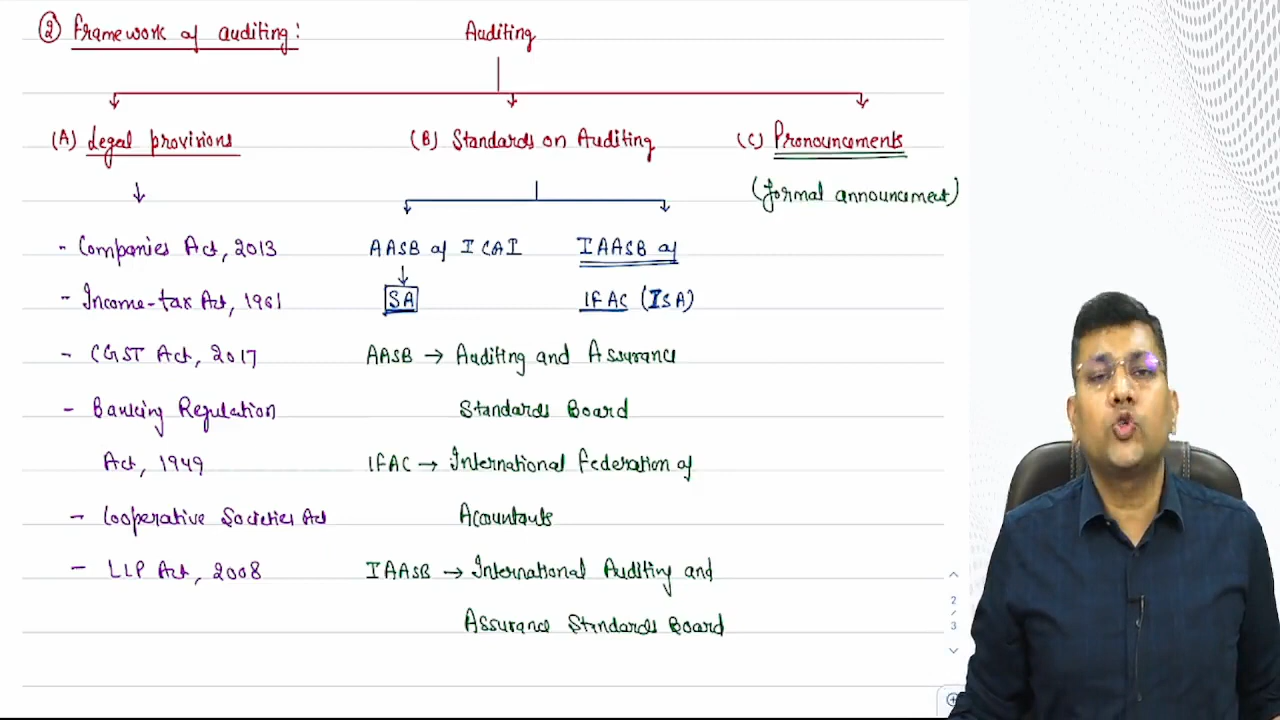 ② Framework of auditing:
Auditing
(A) Legal provisions
(B) Standards on Auditing
(C) Pronouncements
(formal announcement)
- Companies Act, 2013
AASB of ICAI
IAASB of
- Income-tax Act, 1961
SA
IFAC (ISA)
- CGST Act, 2017
AASB → Auditing and Assurance
- Banking Regulation
Standards Board
Act, 1949
IFAC → International Federation of
- Cooperative Societies Act
Acountants
- LLP Act, 2008
IAASB → International Auditing and
Assurance Standards Board
2
/
3